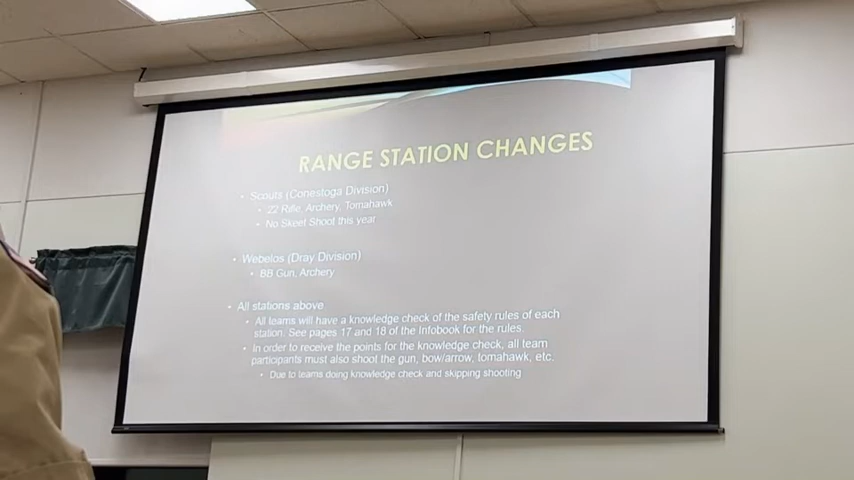 RANGE STATION CHANGES
• Scouts (Conestoga Division)
• 22 Rifle, Archery, Tomahawk
• No Skeet Shoot this year
• Webelos (Dray Division)
• BB Gun, Archery
• All stations above
• All teams will have a knowledge check of the safety rules of each
station. See pages 17 and 18 of the Infobook for the rules.
• In order to receive the points for the knowledge check, all team
participants must also shoot the gun, bow/arrow, tomahawk, etc.
• Due to teams doing knowledge check and skipping shooting